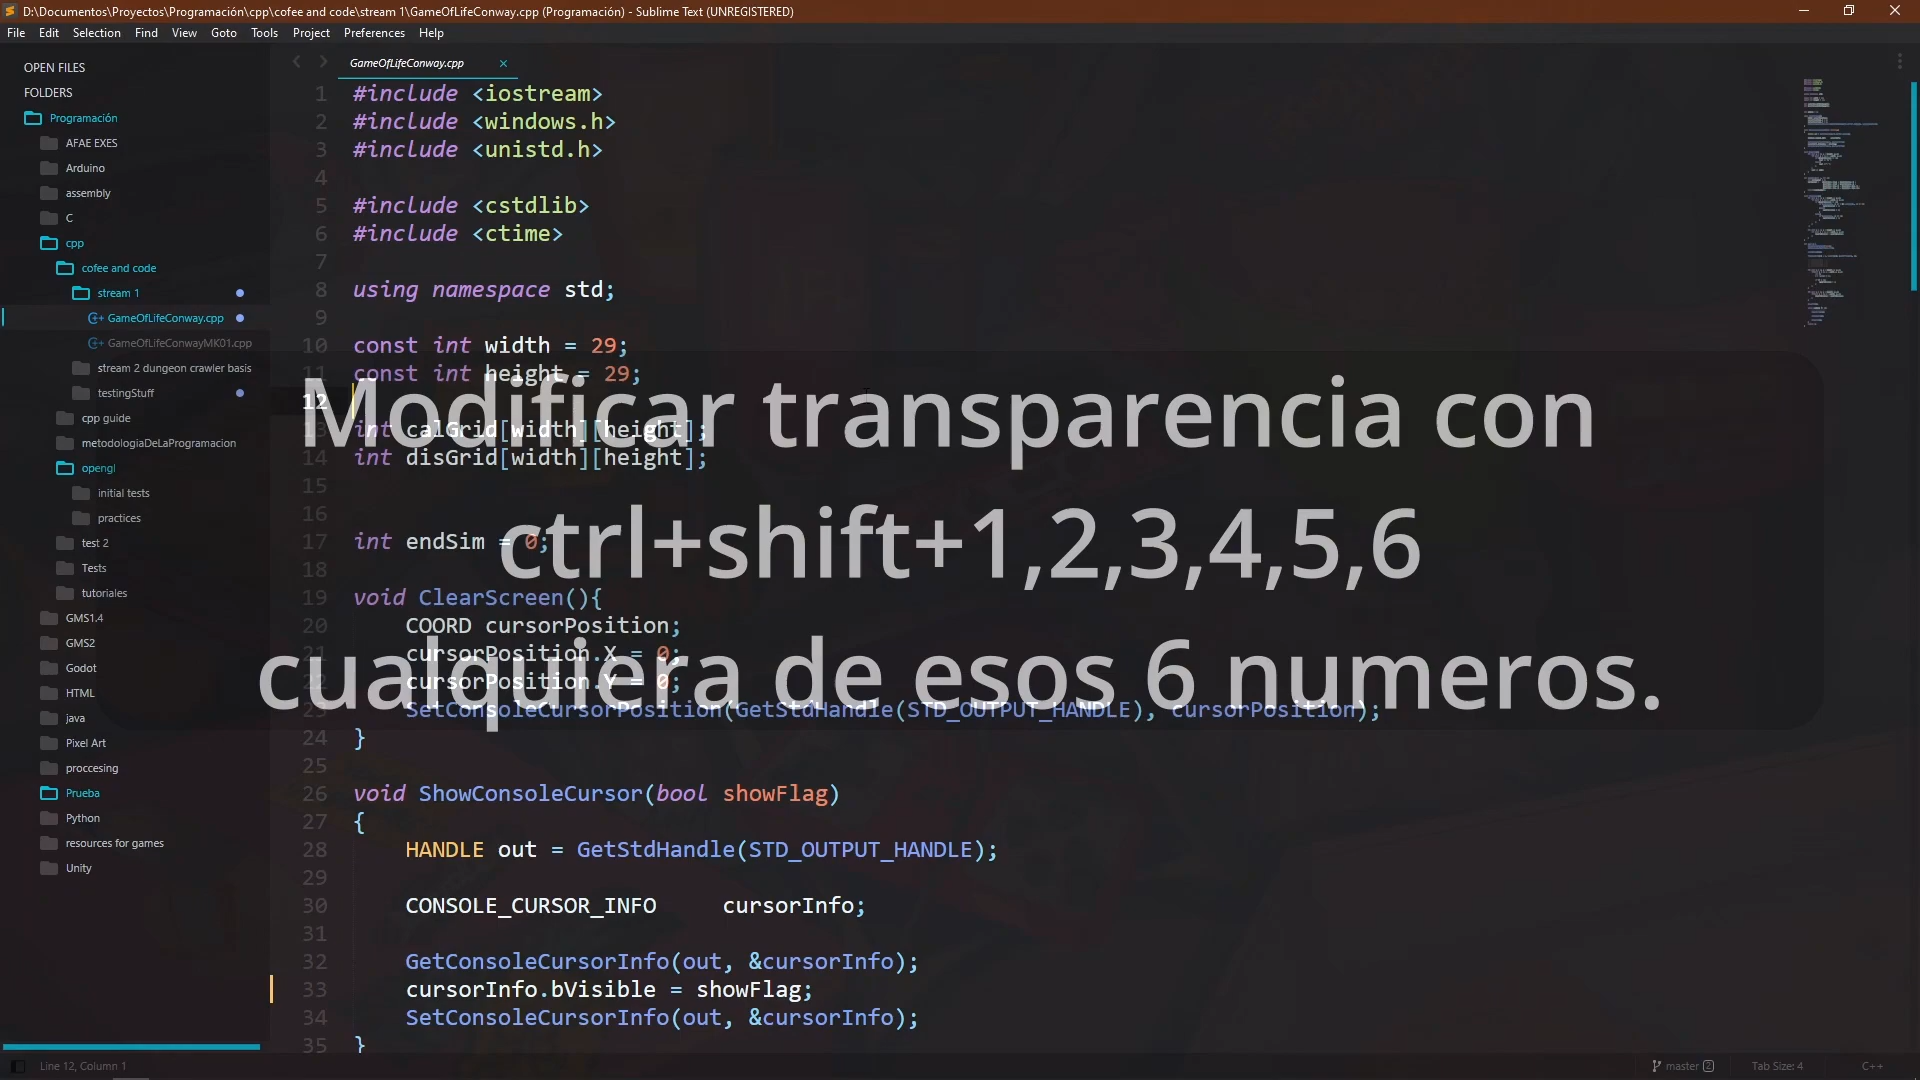 D:\Documentos\Proyectos\Programación\cpp\cofee and code\stream 1\GameOfLifeConway.cpp (Programación) - Sublime Text (UNREGISTERED)
File Edit Selection Find View Goto Tools Project Preferences Help
OPEN FILES
FOLDERS
Programación
AFAE EXES
Arduino
assembly
C
cpp
cofee and code
stream 1
GameOfLifeConway.cpp
GameOfLifeConwayMK01.cpp
stream 2 dungeon crawler basis
testingStuff
cpp guide
metodologiaDeLaProgramacion
opengl
initial tests
practices
test 2
Tests
tutoriales
GMS1.4
GMS2
Godot
HTML
java
Pixel Art
proccesing
Prueba
Python
resources for games
Unity
GameOfLifeConway.cpp
1 #include <iostream>
2 #include <windows.h>
3 #include <unistd.h>
4
5 #include <cstdlib>
6 #include <ctime>
7
8 using namespace std;
9
10 const int width = 29;
11 const int height = 29;
12
13 int calGrid[width][height];
14 int disGrid[width][height];
15
16
17 int endSim = 0;
18
19 void ClearScreen(){
20 COORD cursorPosition;
21 cursorPosition.X = 0;
22 cursorPosition.Y = 0;
23 SetConsoleCursorPosition(GetStdHandle(STD_OUTPUT_HANDLE), cursorPosition);
24 }
25
26 void ShowConsoleCursor(bool showFlag)
27 {
28 HANDLE out = GetStdHandle(STD_OUTPUT_HANDLE);
29
30 CONSOLE_CURSOR_INFO cursorInfo;
31
32 GetConsoleCursorInfo(out, &cursorInfo);
33 cursorInfo.bVisible = showFlag;
34 SetConsoleCursorInfo(out, &cursorInfo);
35 }
Modificar transparencia con
ctrl+shift+1,2,3,4,5,6
cualquiera de esos 6 numeros.
Line 12, Column 1
master 2
Tab Size: 4
C++